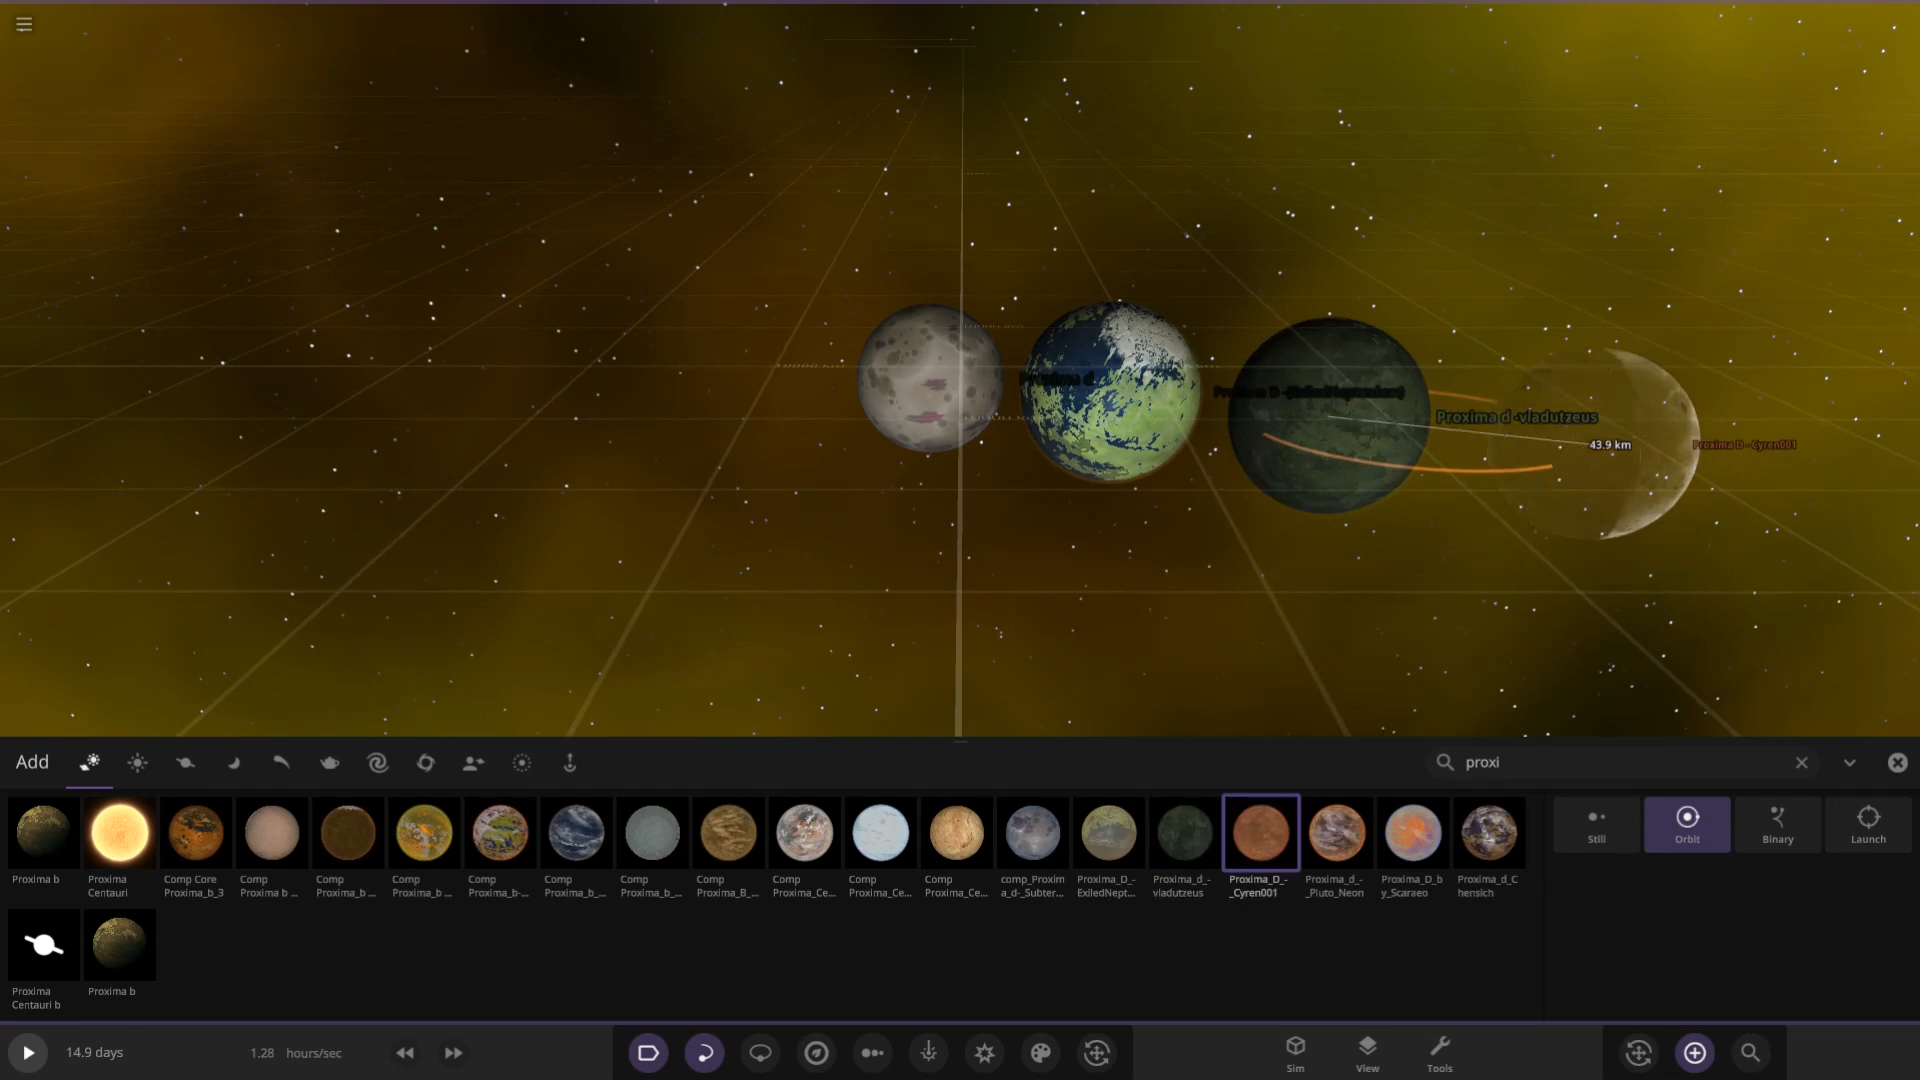 Proxima d
Proxima d -vladutzeus
43.9 km
Proxima D - Cyren001
Add
proxi
Proxima b
Proxima
Centauri
Comp Core
Proxima_b_3
Comp
Proxima b ...
Comp
Proxima_b ...
Comp
Proxima_b ...
Comp
Proxima_b-...
Comp
Proxima_b_...
Comp
Proxima_b_...
Comp
Proxima_B_...
Comp
Proxima_Ce...
Comp
Proxima_Ce...
Comp
Proxima_Ce...
comp_Proxim
a_d-_Subter...
Proxima_D_-
ExiledNept...
Proxima_d_-
vladutzeus
Proxima_D_-
_Cyren001
Proxima_d_-
_Pluto_Neon
Proxima_D_b
y_Scaraeo
Proxima_d_C
hensich
Still
Orbit
Binary
Launch
Proxima
Centauri b
Proxima b
14.9 days
1.28 hours/sec
Sim
View
Tools